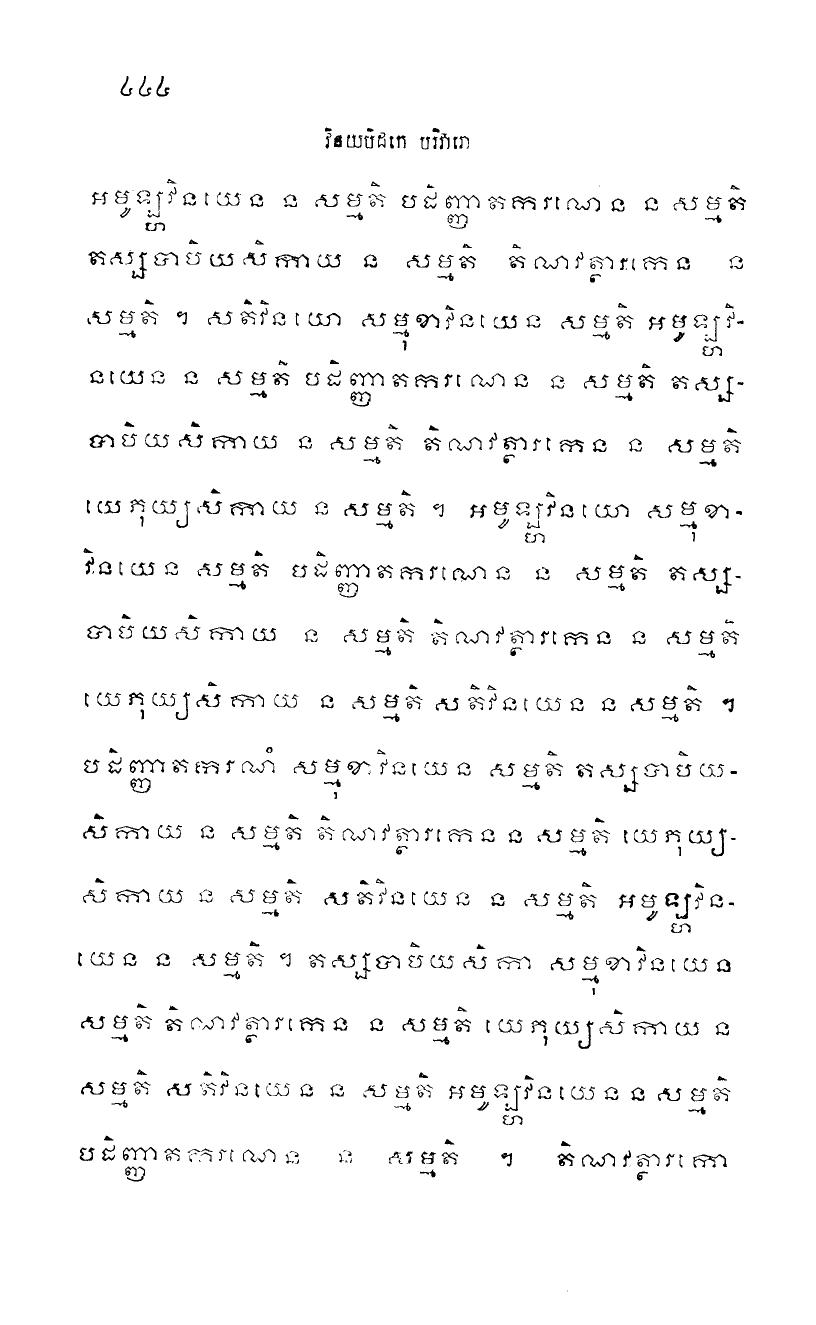 ៤៤៤
វិនយបិដកេ បរិវារោ
អមូឡ្ហវិនយេន ន សម្មតិ បដិញ្ញាតករណេន ន សម្មតិ
តស្សបាបិយសិកាយ ន សម្មតិ តិណវត្ថារកេន ន
សម្មតិ ។ សតិវិនយោ សម្មុខាវិនយេន សម្មតិ អមូឡ្ហវិ-
នយេន ន សម្មតិ បដិញ្ញាតករណេន ន សម្មតិ តស្ស-
បាបិយសិកាយ ន សម្មតិ តិណវត្ថារកេន ន សម្មតិ
យេភុយ្យសិកាយ ន សម្មតិ ។ អមូឡ្ហវិនយោ សម្មុខា-
វិនយេន សម្មតិ បដិញ្ញាតករណេន ន សម្មតិ តស្ស-
បាបិយសិកាយ ន សម្មតិ តិណវត្ថារកេន ន សម្មតិ
យេភុយ្យសិកាយ ន សម្មតិ សតិវិនយេន ន សម្មតិ ។
បដិញ្ញាតករណំ សម្មុខាវិនយេន សម្មតិ តស្សបាបិយ-
សិកាយ ន សម្មតិ តិណវត្ថារកេន ន សម្មតិ យេភុយ្យ-
សិកាយ ន សម្មតិ សតិវិនយេន ន សម្មតិ អមូឡ្ហវិន-
យេន ន សម្មតិ ។ តស្សបាបិយសិកា សម្មុខាវិនយេន
សម្មតិ តិណវត្ថារកេន ន សម្មតិ យេភុយ្យសិកាយ ន
សម្មតិ សតិវិនយេន ន សម្មតិ អមូឡ្ហវិនយេន ន សម្មតិ
បដិញ្ញាតករណេន ន សម្មតិ ។ តិណវត្ថារកោ